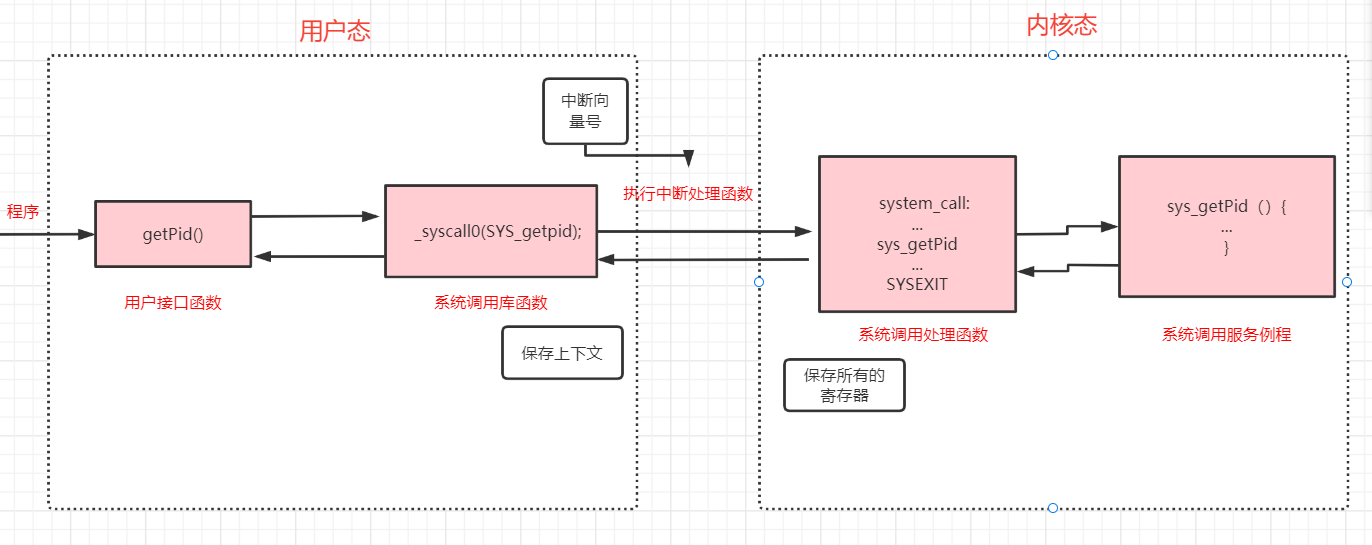 用户态
内核态
中断向
量号
执行中断处理函数
程序
getPid()
_syscall0(SYS_getpid);
system_call:
...
sys_getPid
...
SYSEXIT
sys_getPid（）{
...
}
用户接口函数
系统调用库函数
系统调用处理函数
系统调用服务例程
保存上下文
保存所有的
寄存器